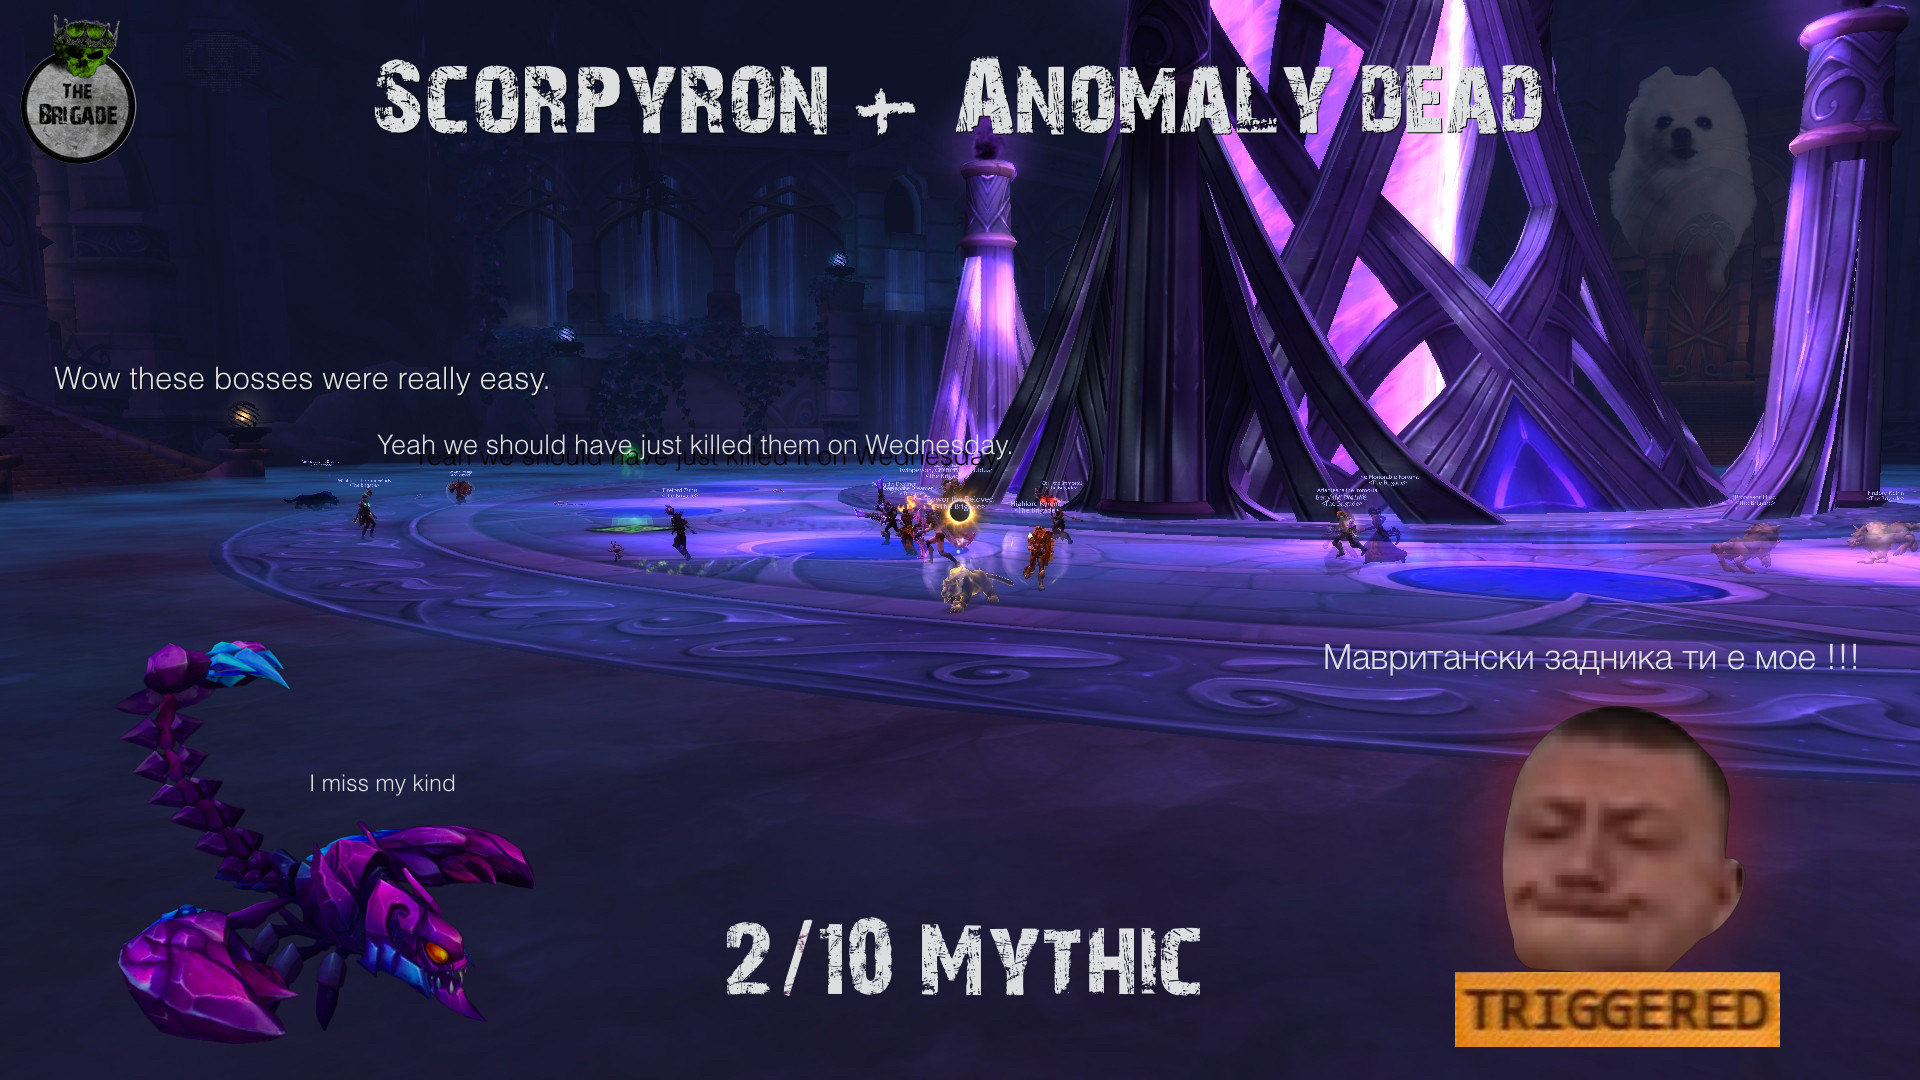 THE
BRIGADE
SCORPYRON + ANOMALY DEAD
Wow these bosses were really easy.
Yeah we should have just killed them on Wednesday.
Yeah we should have just killed it on Wednesday.
Мавритански задника ти е мое !!!
I miss my kind
2/10 MYTHIC
TRIGGERED